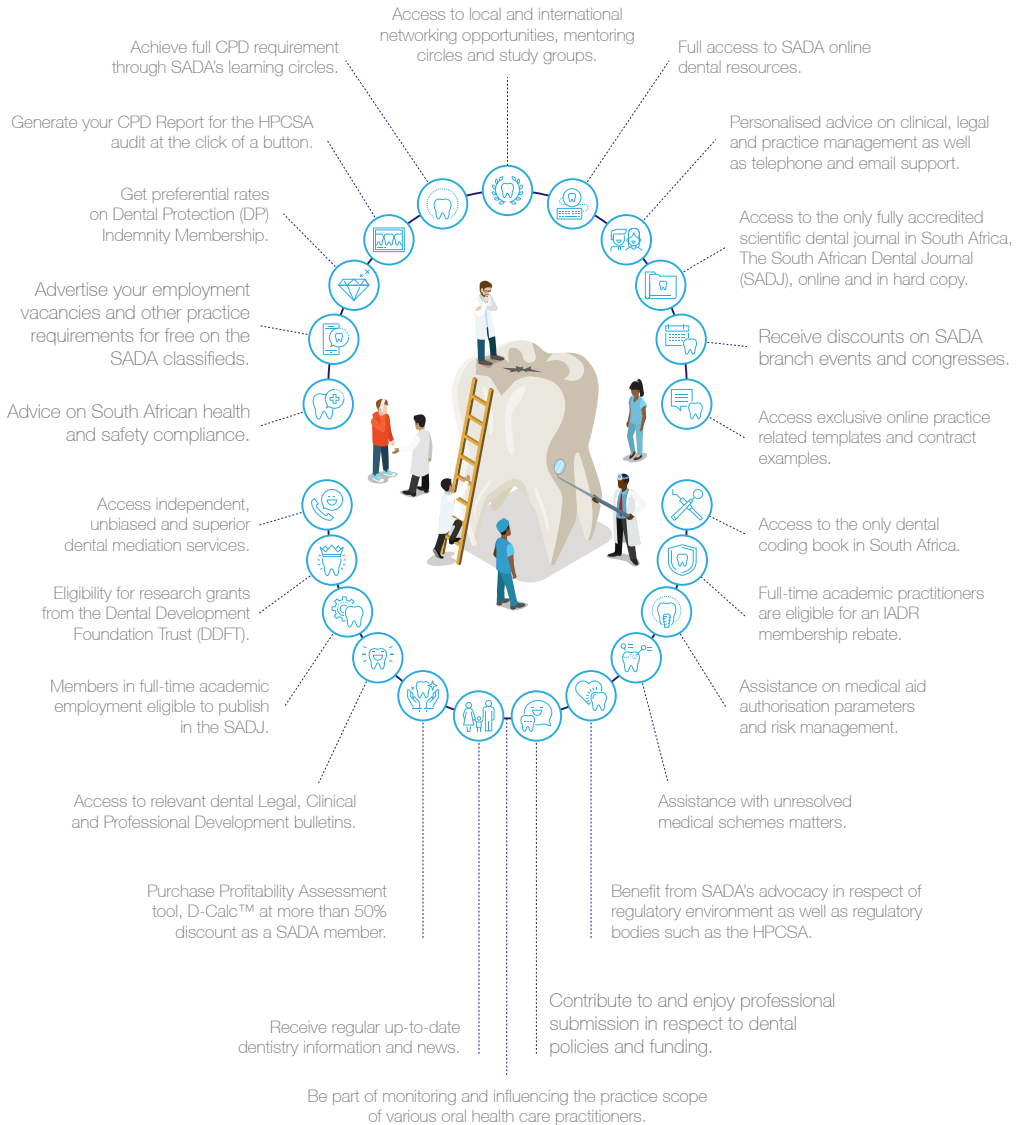 Access to local and international
networking opportunities, mentoring
circles and study groups.
Achieve full CPD requirement
through SADA's learning circles.
Full access to SADA online
dental resources.
Generate your CPD Report for the HPCSA
audit at the click of a button.
Personalised advice on clinical, legal
and practice management as well
as telephone and email support.
Get preferential rates
on Dental Protection (DP)
Indemnity Membership.
Access to the only fully accredited
scientific dental journal in South Africa,
The South African Dental Journal
(SADJ), online and in hard copy.
Advertise your employment
vacancies and other practice
requirements for free on the
SADA classifieds.
Receive discounts on SADA
branch events and congresses.
Advice on South African health
and safety compliance.
Access exclusive online practice
related templates and contract
examples.
Access independent,
unbiased and superior
dental mediation services.
Access to the only dental
coding book in South Africa.
Eligibility for research grants
from the Dental Development
Foundation Trust (DDFT).
Full-time academic practitioners
are eligible for an IADR
membership rebate.
Members in full-time academic
employment eligible to publish
in the SADJ.
Assistance on medical aid
authorisation parameters
and risk management.
Access to relevant dental Legal, Clinical
and Professional Development bulletins.
Assistance with unresolved
medical schemes matters.
Purchase Profitability Assessment
tool, D-Calc™ at more than 50%
discount as a SADA member.
Benefit from SADA's advocacy in respect of
regulatory environment as well as regulatory
bodies such as the HPCSA.
Receive regular up-to-date
dentistry information and news.
Contribute to and enjoy professional
submission in respect to dental
policies and funding.
Be part of monitoring and influencing the practice scope
of various oral health care practitioners.